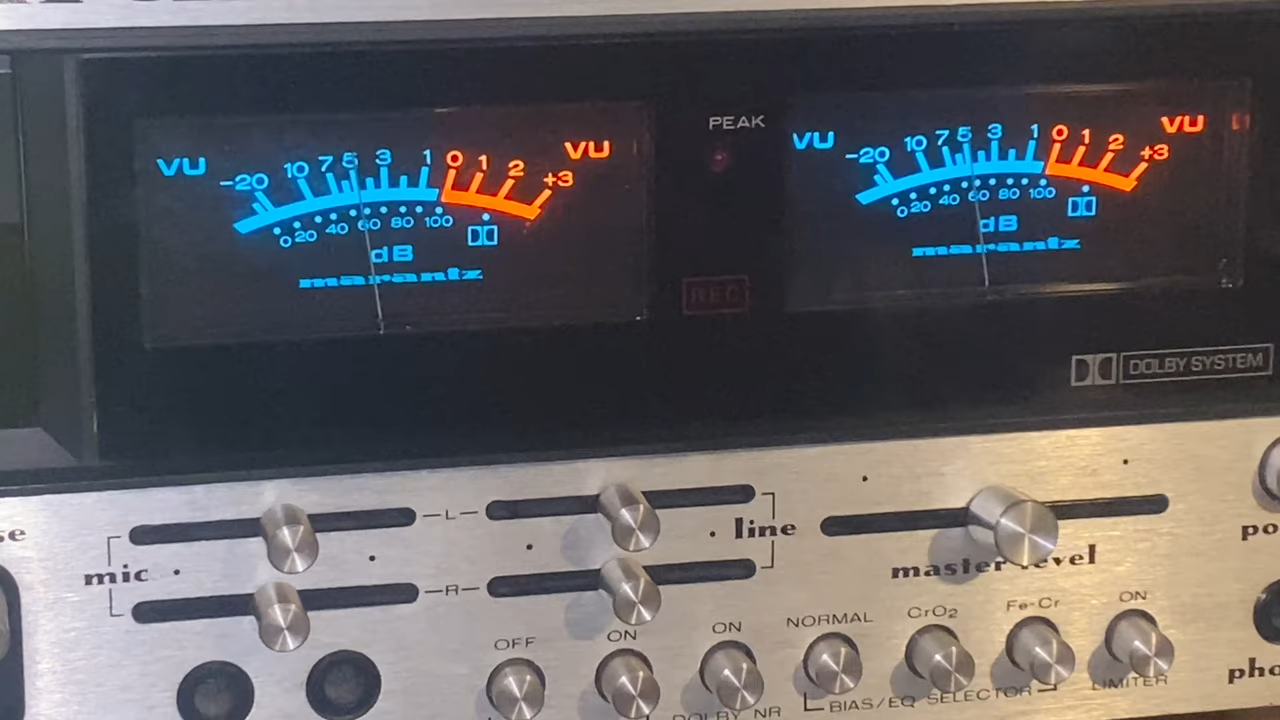 VU -20 10 7 5 3 1 0 1 2 +3 VU
0 20 40 60 80 100
dB
marantz
PEAK
REC
VU -20 10 7 5 3 1 0 1 2 +3 VU
0 20 40 60 80 100
dB
marantz
DOLBY SYSTEM
se
L
mic
line
R
master level
po
OFF ON ON NORMAL CrO2 Fe-Cr ON
DOLBY NR
BIAS/EQ SELECTOR
LIMITER
pho